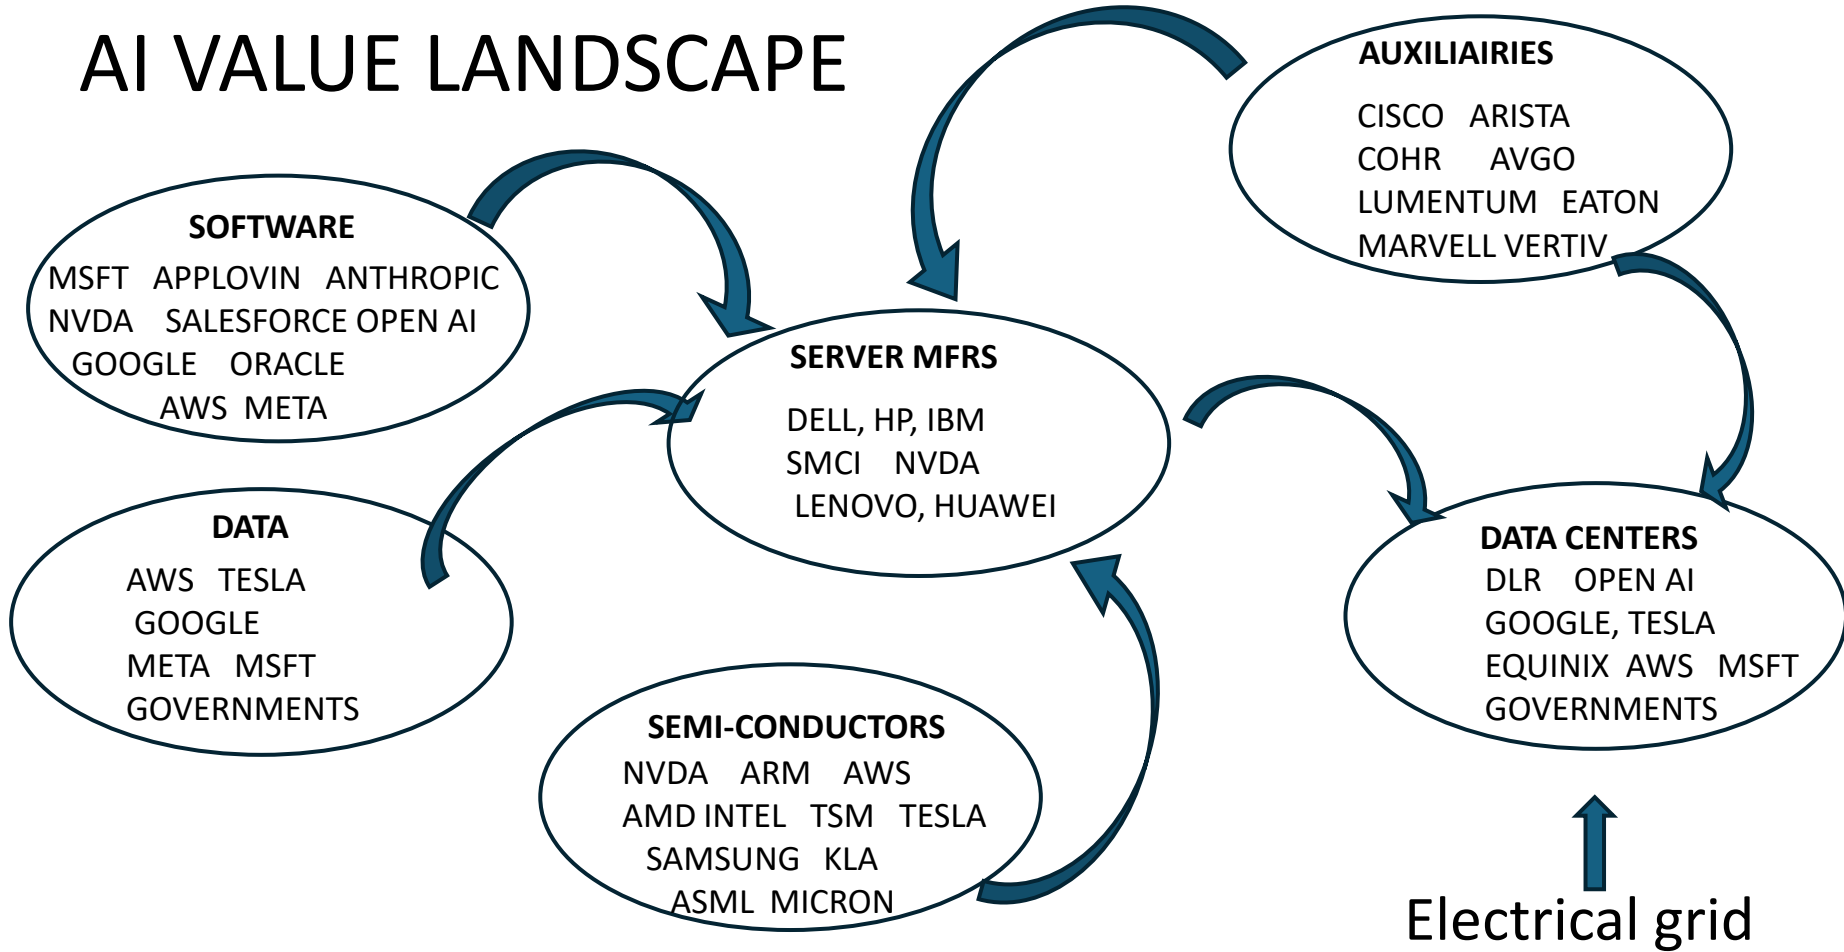 AI VALUE LANDSCAPE
AUXILIAIRIES
CISCO ARISTA
COHR AVGO
LUMENTUM EATON
MARVELL VERTIV
SOFTWARE
MSFT APPLOVIN ANTHROPIC
NVDA SALESFORCE OPEN AI
GOOGLE ORACLE
AWS META
SERVER MFRS
DELL, HP, IBM
SMCI NVDA
LENOVO, HUAWEI
DATA
AWS TESLA
GOOGLE
META MSFT
GOVERNMENTS
DATA CENTERS
DLR OPEN AI
GOOGLE, TESLA
EQUINIX AWS MSFT
GOVERNMENTS
SEMI-CONDUCTORS
NVDA ARM AWS
AMD INTEL TSM TESLA
SAMSUNG KLA
ASML MICRON
Electrical grid